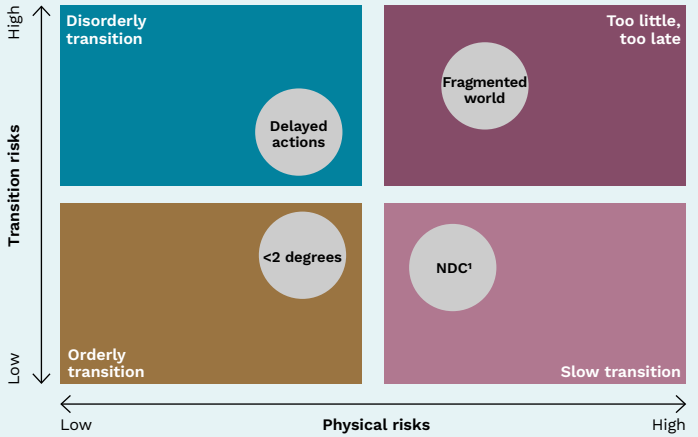 High
Transition risks
Low
Disorderly
transition
Delayed
actions
Too little,
too late
Fragmented
world
<2 degrees
Orderly
transition
NDC¹
Slow transition
Low
Physical risks
High